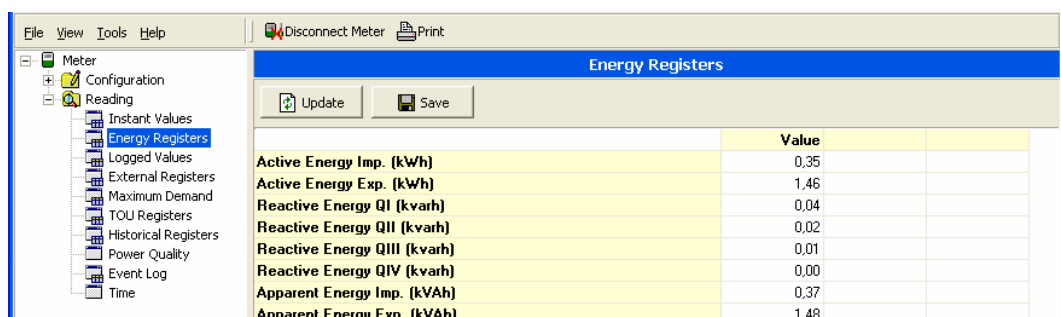 File View Tools Help Disconnect Meter Print
Meter
Configuration
Reading
Instant Values
Energy Registers
Logged Values
External Registers
Maximum Demand
TOU Registers
Historical Registers
Power Quality
Event Log
Time
Energy Registers
Update Save
Value
Active Energy Imp. (kWh) 0,35
Active Energy Exp. (kWh) 1,46
Reactive Energy QI (kvarh) 0,04
Reactive Energy QII (kvarh) 0,02
Reactive Energy QIII (kvarh) 0,01
Reactive Energy QIV (kvarh) 0,00
Apparent Energy Imp. (kVAh) 0,37
Apparent Energy Exp. (kVAh) 1,48